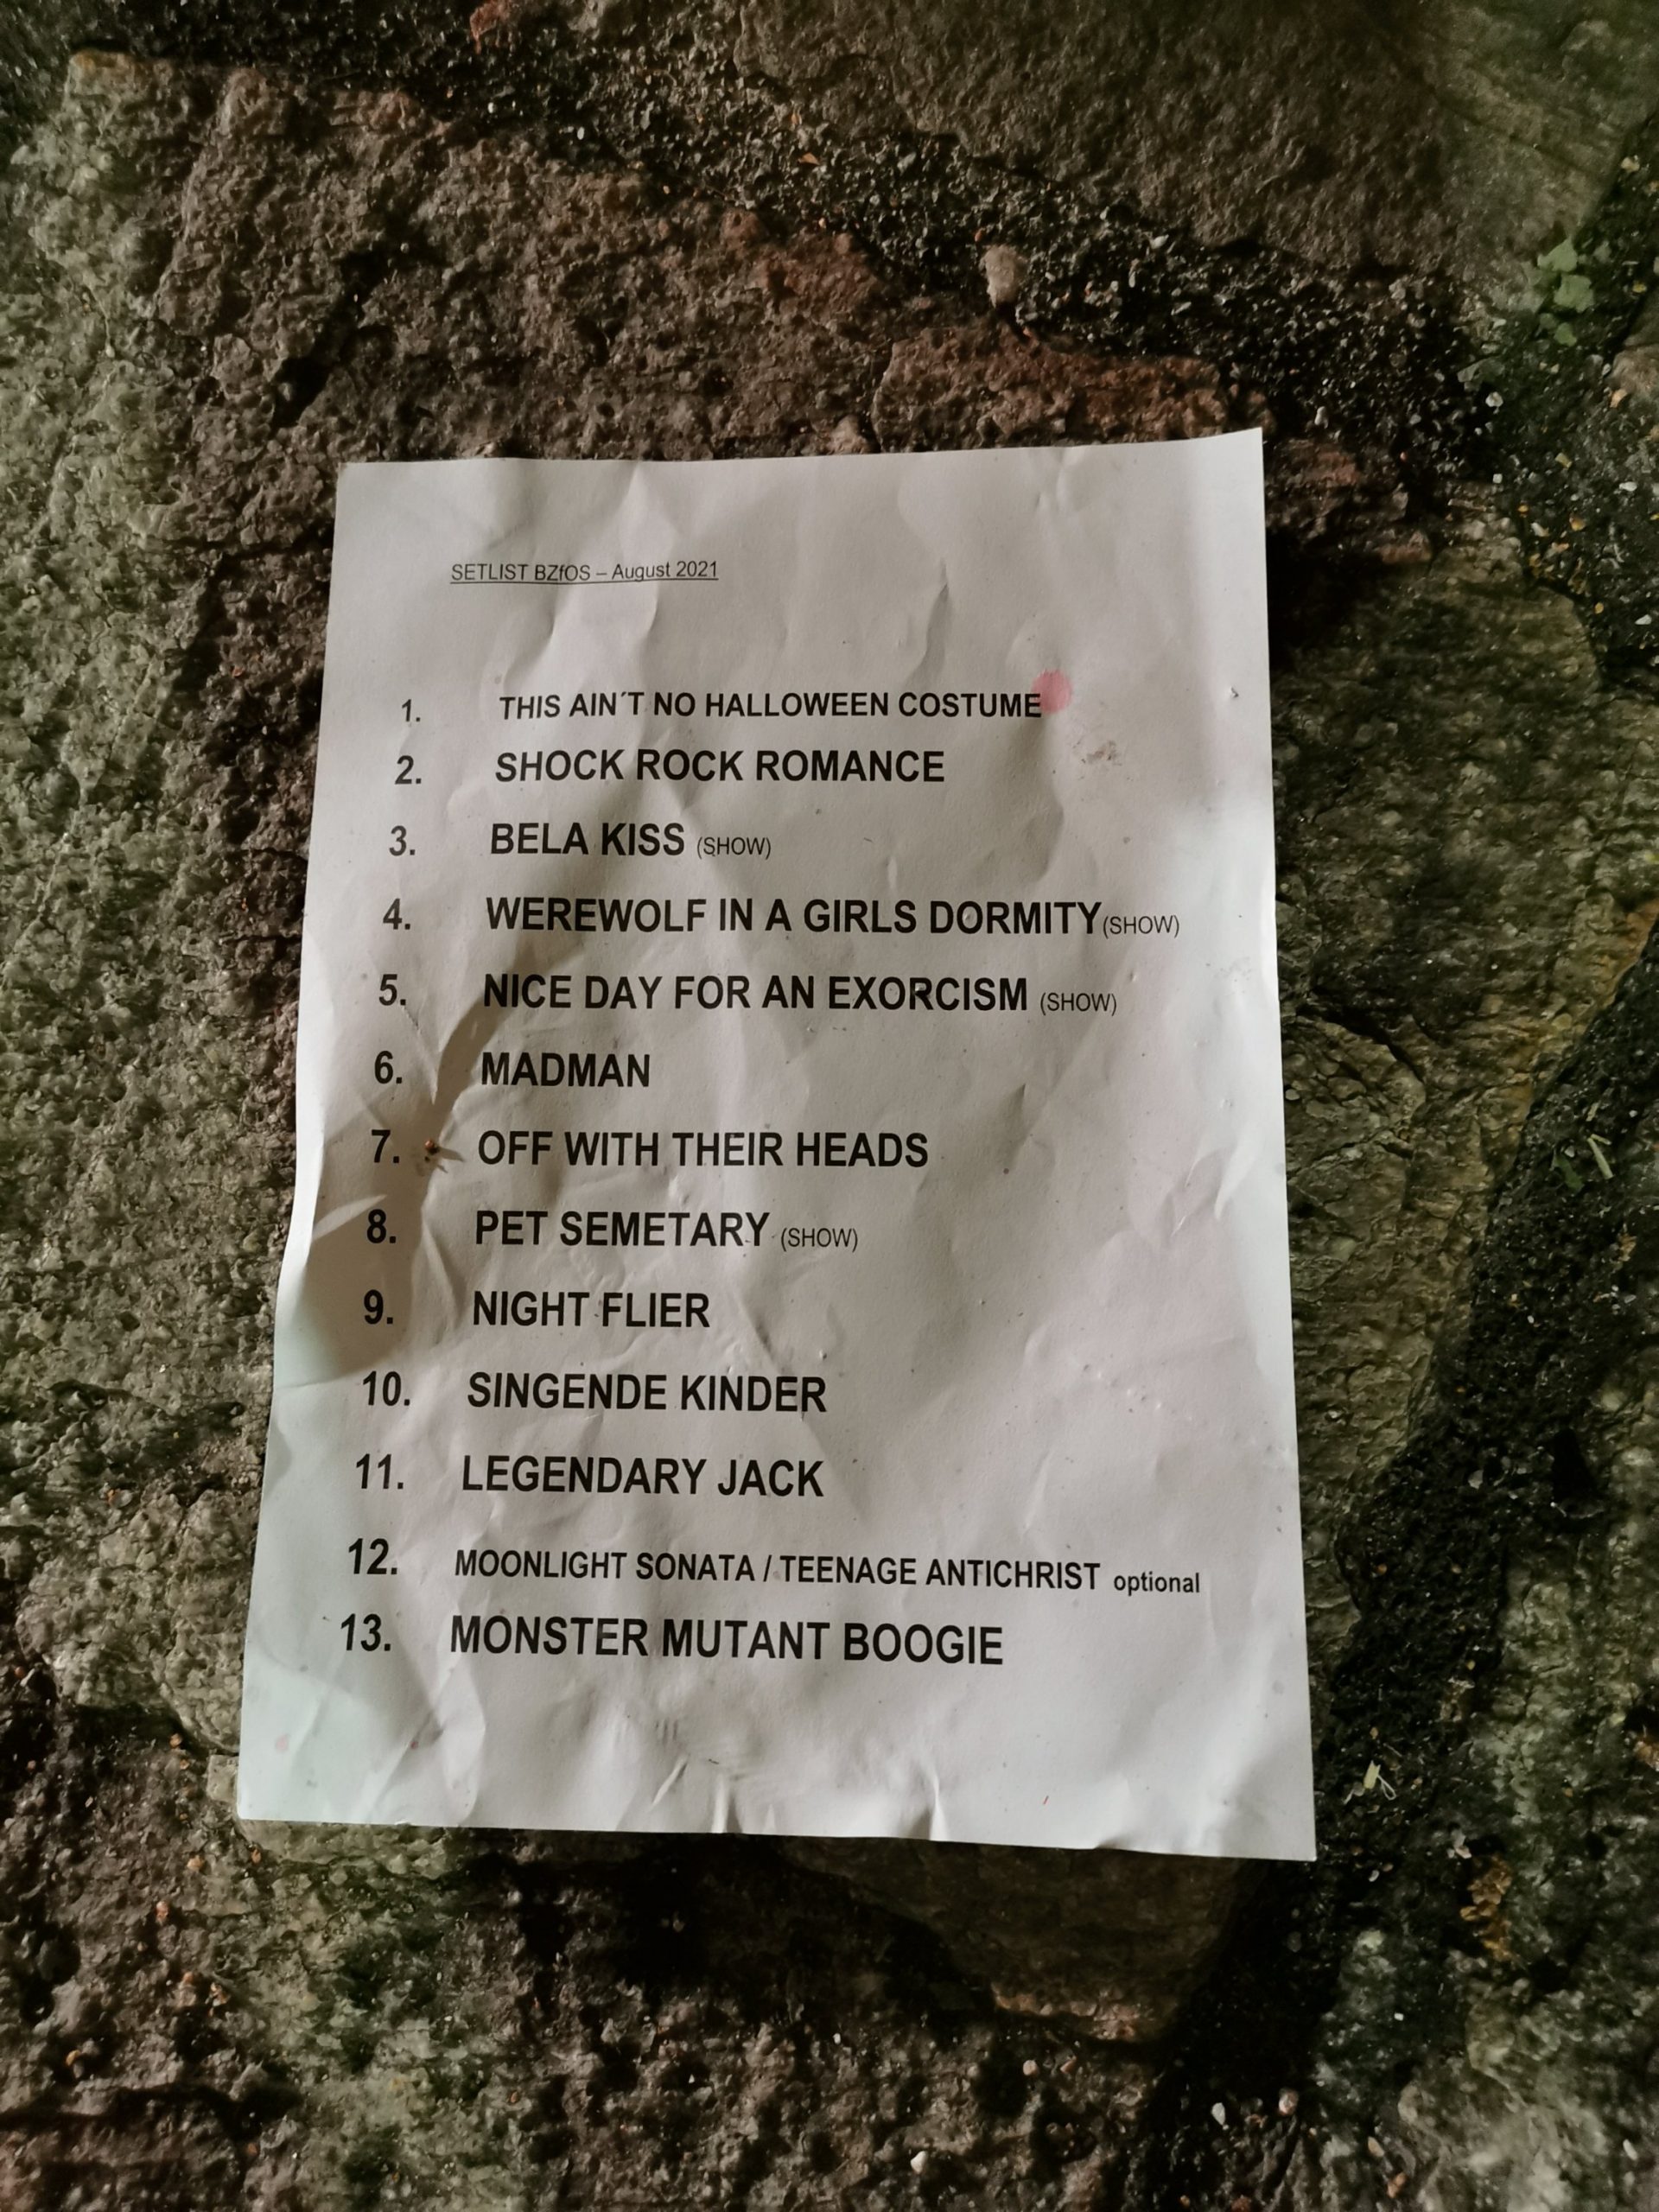 SETLIST BZfOS – August 2021
1. THIS AIN´T NO HALLOWEEN COSTUME
2. SHOCK ROCK ROMANCE
3. BELA KISS (SHOW)
4. WEREWOLF IN A GIRLS DORMITY(SHOW)
5. NICE DAY FOR AN EXORCISM (SHOW)
6. MADMAN
7. OFF WITH THEIR HEADS
8. PET SEMETARY (SHOW)
9. NIGHT FLIER
10. SINGENDE KINDER
11. LEGENDARY JACK
12. MOONLIGHT SONATA / TEENAGE ANTICHRIST optional
13. MONSTER MUTANT BOOGIE